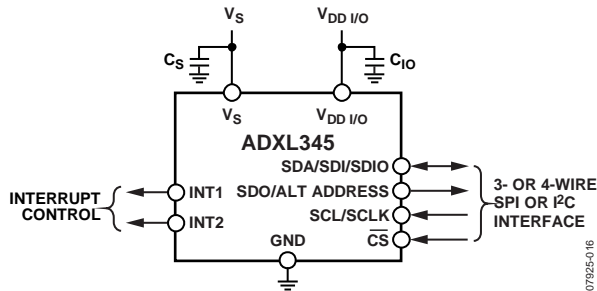 VS
VDD I/O
CS
CIO
VS
VDD I/O
ADXL345
SDA/SDI/SDIO
SDO/ALT ADDRESS
SCL/SCLK
CS
INT1
INT2
GND
INTERRUPT
CONTROL
3- OR 4-WIRE
SPI OR I2C
INTERFACE
07925-016